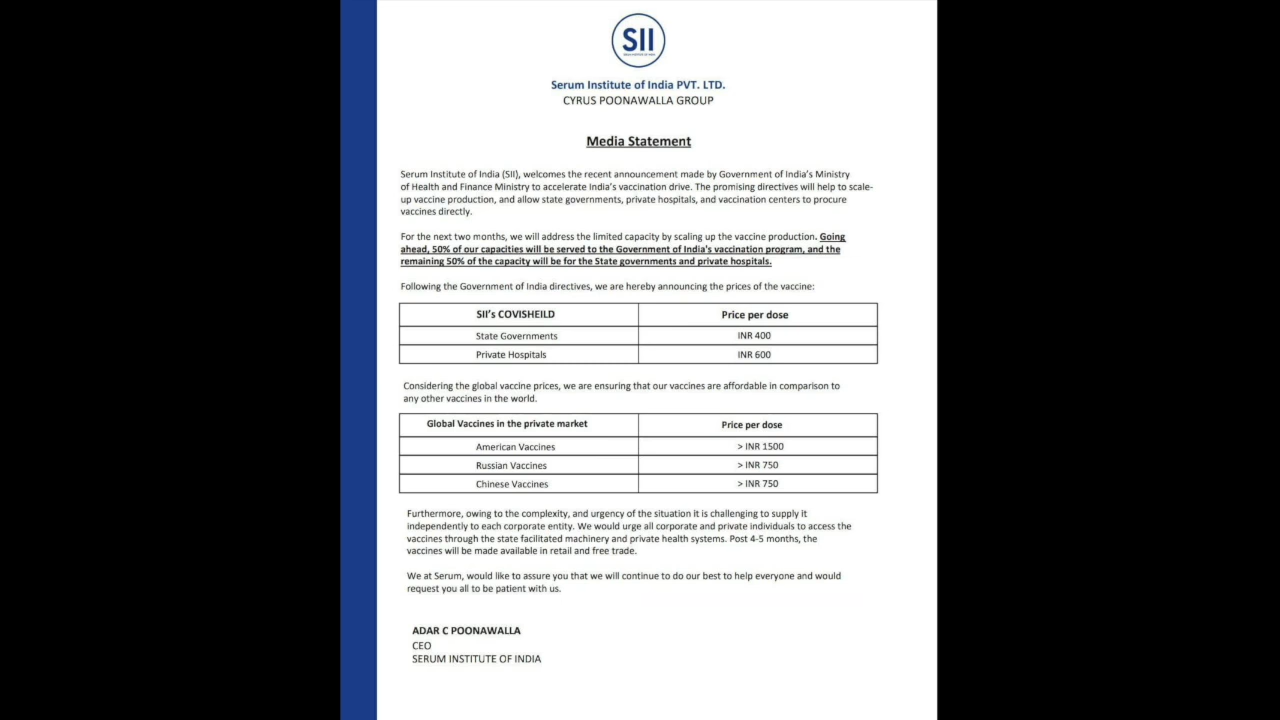 SII
Serum Institute of India PVT. LTD.
CYRUS POONAWALLA GROUP
Media Statement
Serum Institute of India (SII), welcomes the recent announcement made by Government of India's Ministry
of Health and Finance Ministry to accelerate India's vaccination drive. The promising directives will help to scale-
up vaccine production, and allow state governments, private hospitals, and vaccination centers to procure
vaccines directly.
For the next two months, we will address the limited capacity by scaling up the vaccine production. Going
ahead, 50% of our capacities will be served to the Government of India's vaccination program, and the
remaining 50% of the capacity will be for the State governments and private hospitals.
Following the Government of India directives, we are hereby announcing the prices of the vaccine:
SII's COVISHEILD Price per dose
State Governments INR 400
Private Hospitals INR 600
Considering the global vaccine prices, we are ensuring that our vaccines are affordable in comparison to
any other vaccines in the world.
Global Vaccines in the private market Price per dose
American Vaccines > INR 1500
Russian Vaccines > INR 750
Chinese Vaccines > INR 750
Furthermore, owing to the complexity, and urgency of the situation it is challenging to supply it
independently to each corporate entity. We would urge all corporate and private individuals to access the
vaccines through the state facilitated machinery and private health systems. Post 4-5 months, the
vaccines will be made available in retail and free trade.
We at Serum, would like to assure you that we will continue to do our best to help everyone and would
request you all to be patient with us.
ADAR C POONAWALLA
CEO
SERUM INSTITUTE OF INDIA